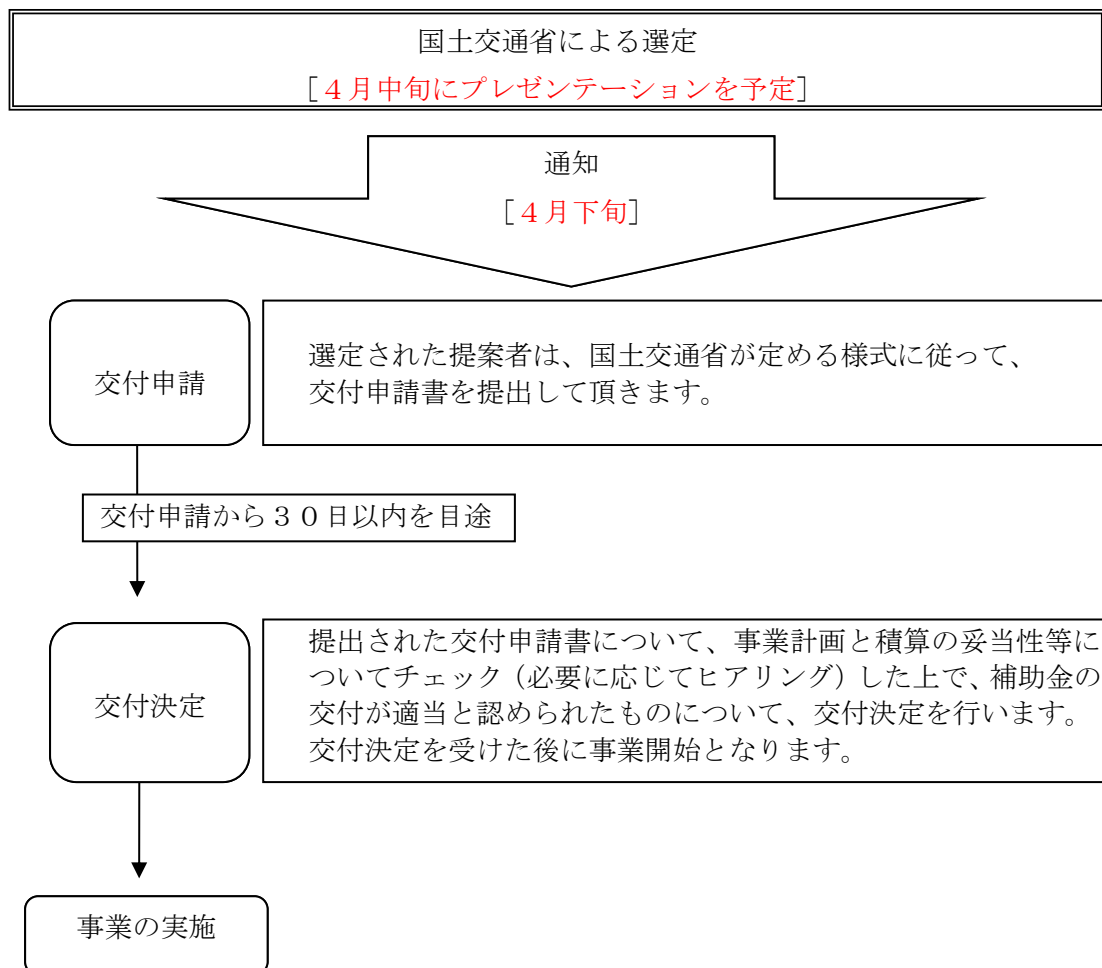 国土交通省による選定
［４月中旬にプレゼンテーションを予定］
通知
［４月下旬］
交付申請
選定された提案者は、国土交通省が定める様式に従って、
交付申請書を提出して頂きます。
交付申請から３０日以内を目途
交付決定
提出された交付申請書について、事業計画と積算の妥当性等に
ついてチェック（必要に応じてヒアリング）した上で、補助金の
交付が適当と認められたものについて、交付決定を行います。
交付決定を受けた後に事業開始となります。
事業の実施